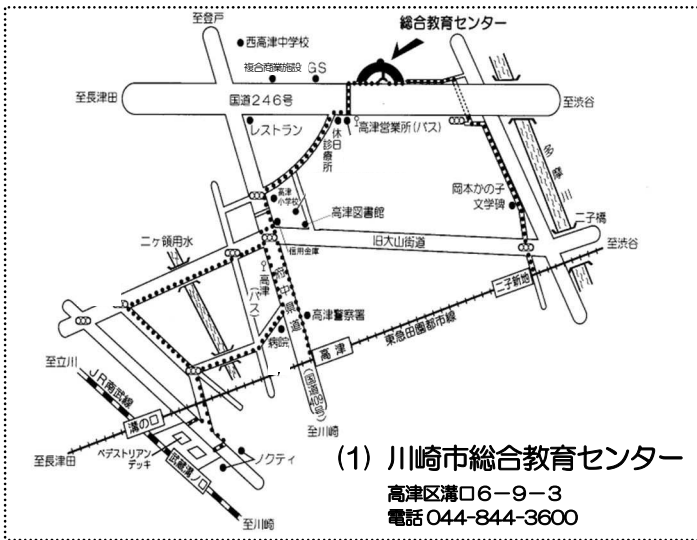 至登戸
総合教育センター
西高津中学校
複合商業施設 GS
至長津田
国道246号
至渋谷
レストラン
休日診療所
高津営業所(バス)
多摩川
岡本かの子
文学碑
高津
小学校
高津図書館
二子橋
二ヶ領用水
信用金庫
旧大山街道
至渋谷
高津(バス)
府中県道
二子新地
高津警察署
東急田園都市線
病院
高津
至立川
JR南武線
(国道409号)
溝の口
至川崎
至長津田
ペデストリアン
デッキ
武蔵溝ノ口
ノクティ
至川崎
(1) 川崎市総合教育センター
高津区溝口6-9-3
電話 044-844-3600